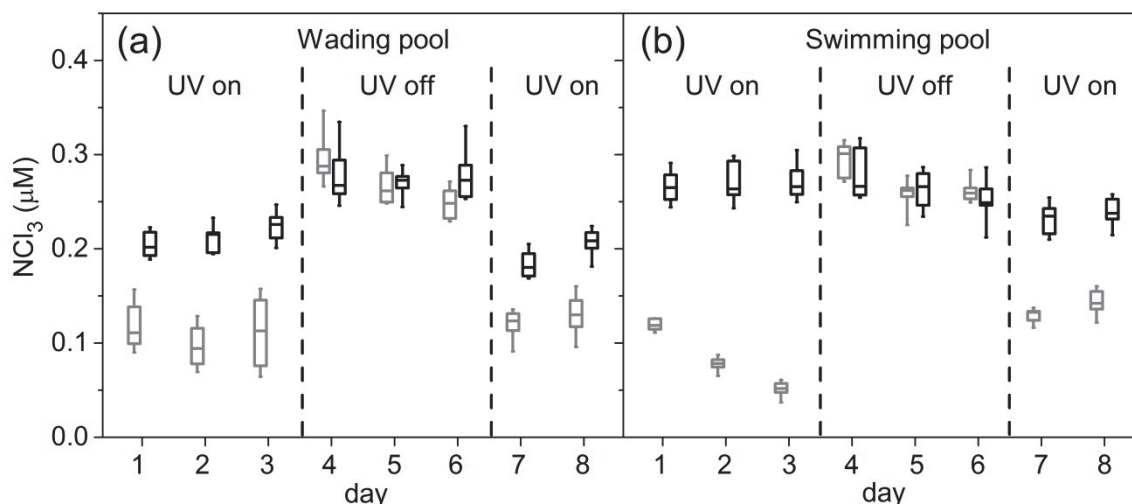 (a) Wading pool
UV on UV off UV on
(b) Swimming pool
UV on UV off UV on
NCl₃ (μM)
0.4
0.3
0.2
0.1
0.0
1 2 3 4 5 6 7 8
day
1 2 3 4 5 6 7 8
day